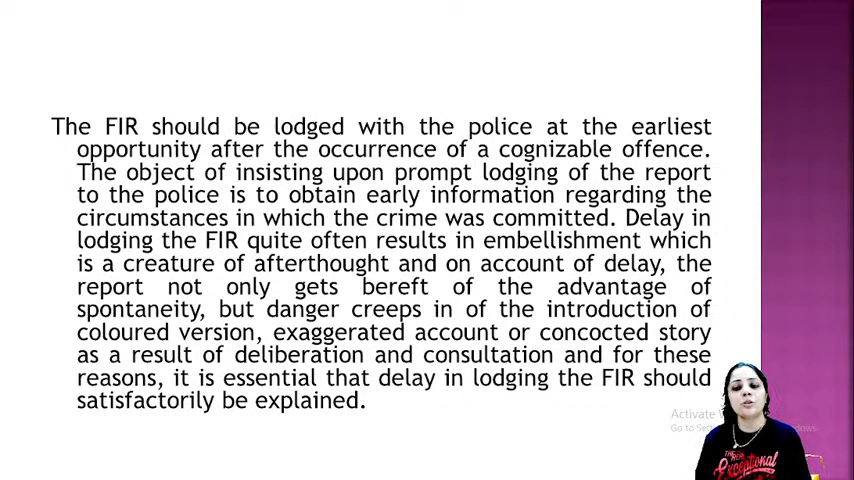 The FIR should be lodged with the police at the earliest
opportunity after the occurrence of a cognizable offence.
The object of insisting upon prompt lodging of the report
to the police is to obtain early information regarding the
circumstances in which the crime was committed. Delay in
lodging the FIR quite often results in embellishment which
is a creature of afterthought and on account of delay, the
report not only gets bereft of the advantage of
spontaneity, but danger creeps in of the introduction of
coloured version, exaggerated account or concocted story
as a result of deliberation and consultation and for these
reasons, it is essential that delay in lodging the FIR should
satisfactorily be explained.
Activate
Go to
Exceptional